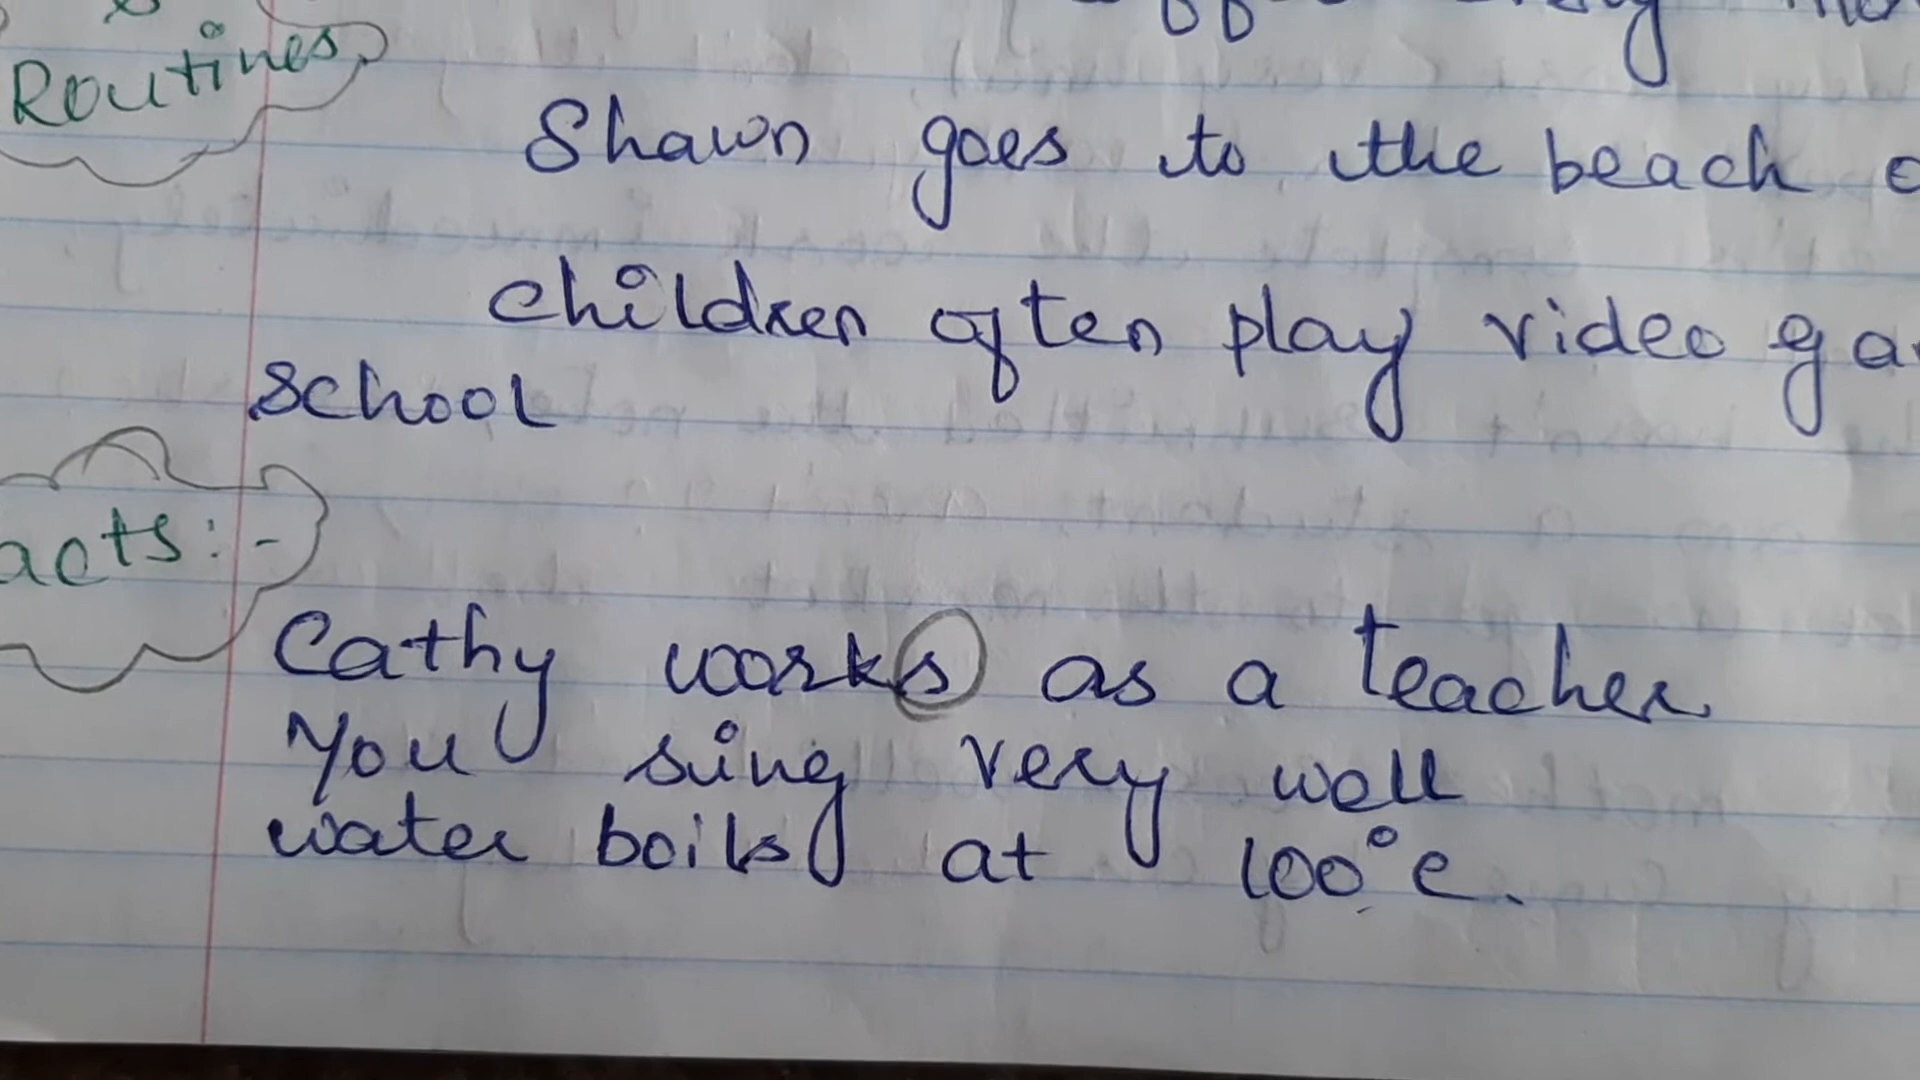 Routines
Shawn goes to the beach
children often play video
school
acts:-
Cathy works as a teacher
You sing very well
water boils at 100°c.